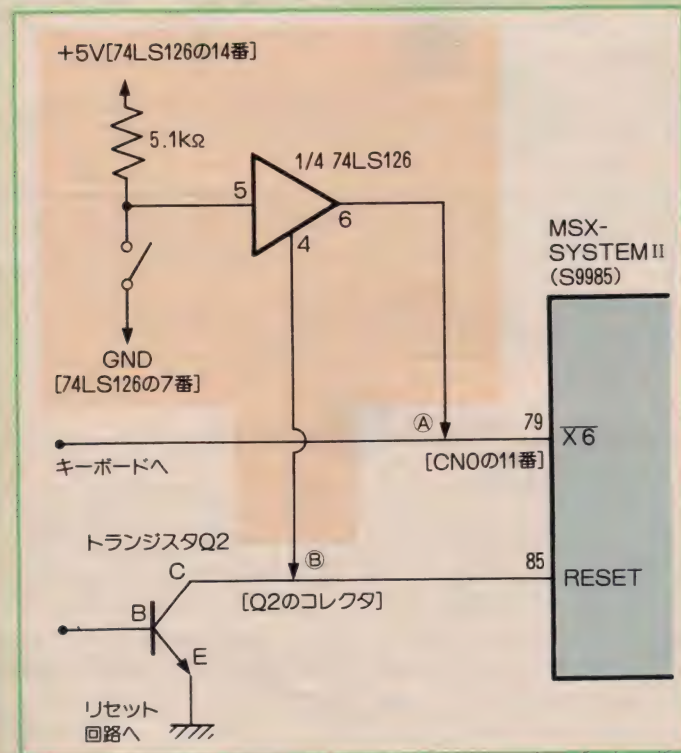 +5V[74LS126の14番]
5.1kΩ
1/4 74LS126
5
6
4
MSX-
SYSTEMⅡ
(S9985)
GND
[74LS126の7番]
Ⓐ
79
X6
キーボードへ
[CN0の11番]
トランジスタQ2
Ⓑ
85
C
RESET
B
[Q2のコレクタ]
E
リセット
回路へ